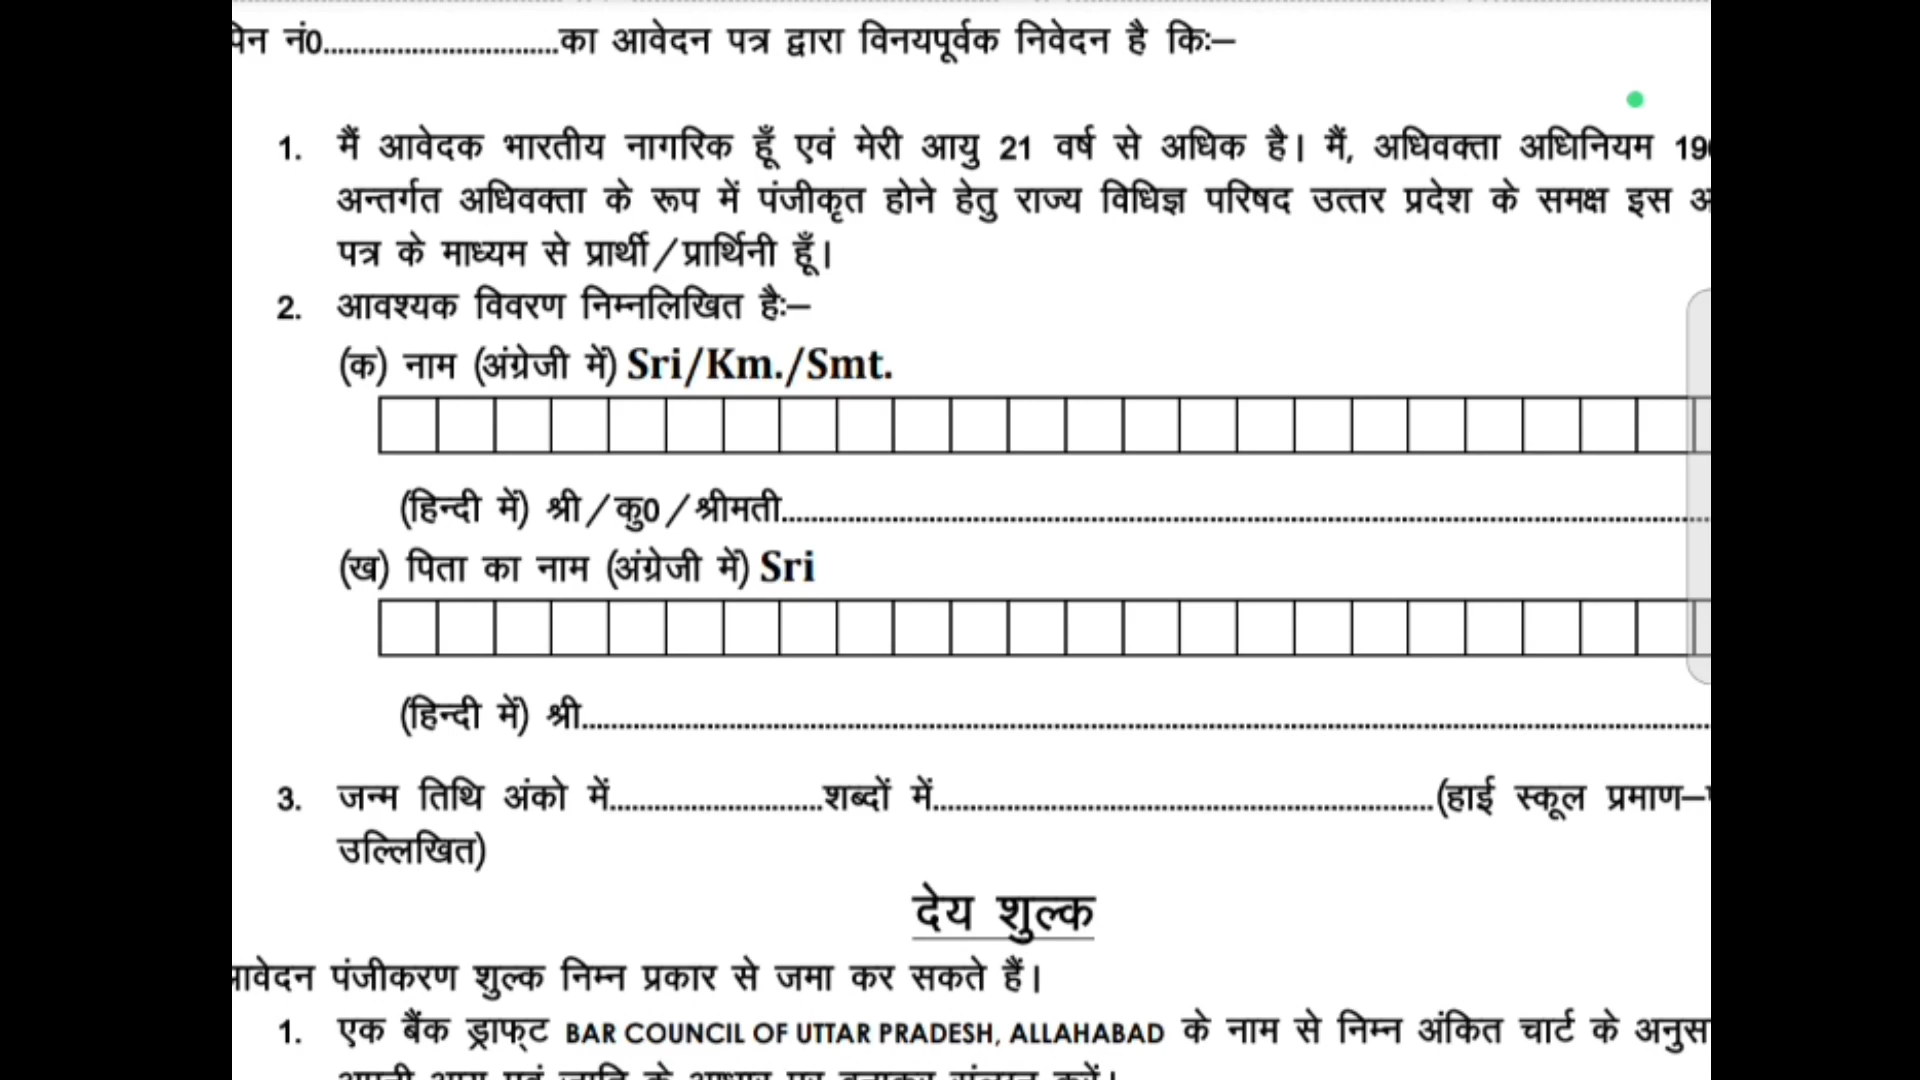 पिन नं0................................का आवेदन पत्र द्वारा विनयपूर्वक निवेदन है किः–
1. मैं आवेदक भारतीय नागरिक हूँ एवं मेरी आयु 21 वर्ष से अधिक है। मैं, अधिवक्ता अधिनियम 19
अन्तर्गत अधिवक्ता के रूप में पंजीकृत होने हेतु राज्य विधिज्ञ परिषद उत्तर प्रदेश के समक्ष इस
पत्र के माध्यम से प्रार्थी/प्रार्थिनी हूँ।
2. आवश्यक विवरण निम्नलिखित हैः–
(क) नाम (अंग्रेजी में) Sri/Km./Smt.
(हिन्दी में) श्री/कु0/श्रीमती................................................................
(ख) पिता का नाम (अंग्रेजी में) Sri
(हिन्दी में) श्री................................................................
3. जन्म तिथि अंको में............................शब्दों में................................................................(हाई स्कूल प्रमाण–
उल्लिखित)
देय शुल्क
आवेदन पंजीकरण शुल्क निम्न प्रकार से जमा कर सकते हैं।
1. एक बैंक ड्राफ्ट BAR COUNCIL OF UTTAR PRADESH, ALLAHABAD के नाम से निम्न अंकित चार्ट के